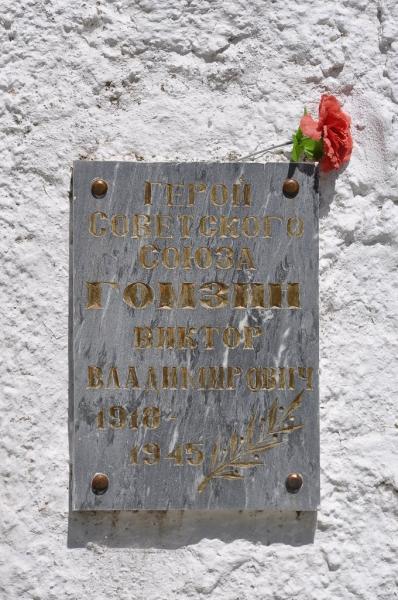 ГЕРОЙ
СОВЕТСКОГО
СОЮЗА
ГОМЗИН
ВИКТОР
ВЛАДИМИРОВИЧ
1918-
1945